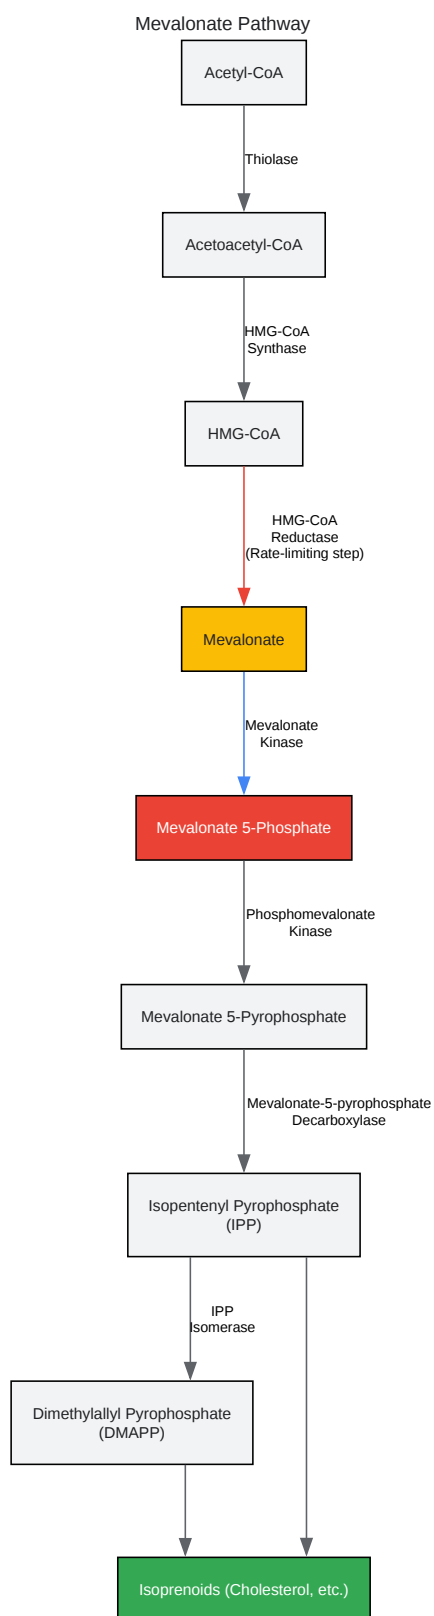 Mevalonate Pathway
Acetyl-CoA
Thiolase
Acetoacetyl-CoA
HMG-CoA
Synthase
HMG-CoA
HMG-CoA
Reductase
(Rate-limiting step)
Mevalonate
Mevalonate
Kinase
Mevalonate 5-Phosphate
Phosphomevalonate
Kinase
Mevalonate 5-Pyrophosphate
Mevalonate-5-pyrophosphate
Decarboxylase
Isopentenyl Pyrophosphate
(IPP)
IPP
Isomerase
Dimethylallyl Pyrophosphate
(DMAPP)
Isoprenoids (Cholesterol, etc.)